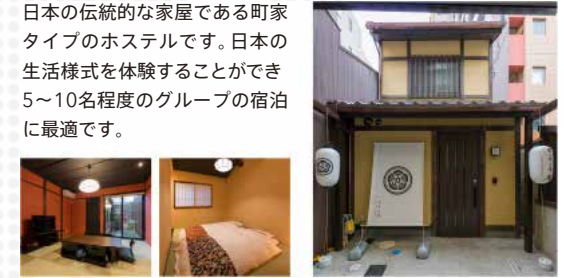 日本の伝統的な家屋である町家
タイプのホステルです。日本の
生活様式を体験することができ
5〜10名程度のグループの宿泊
に最適です。